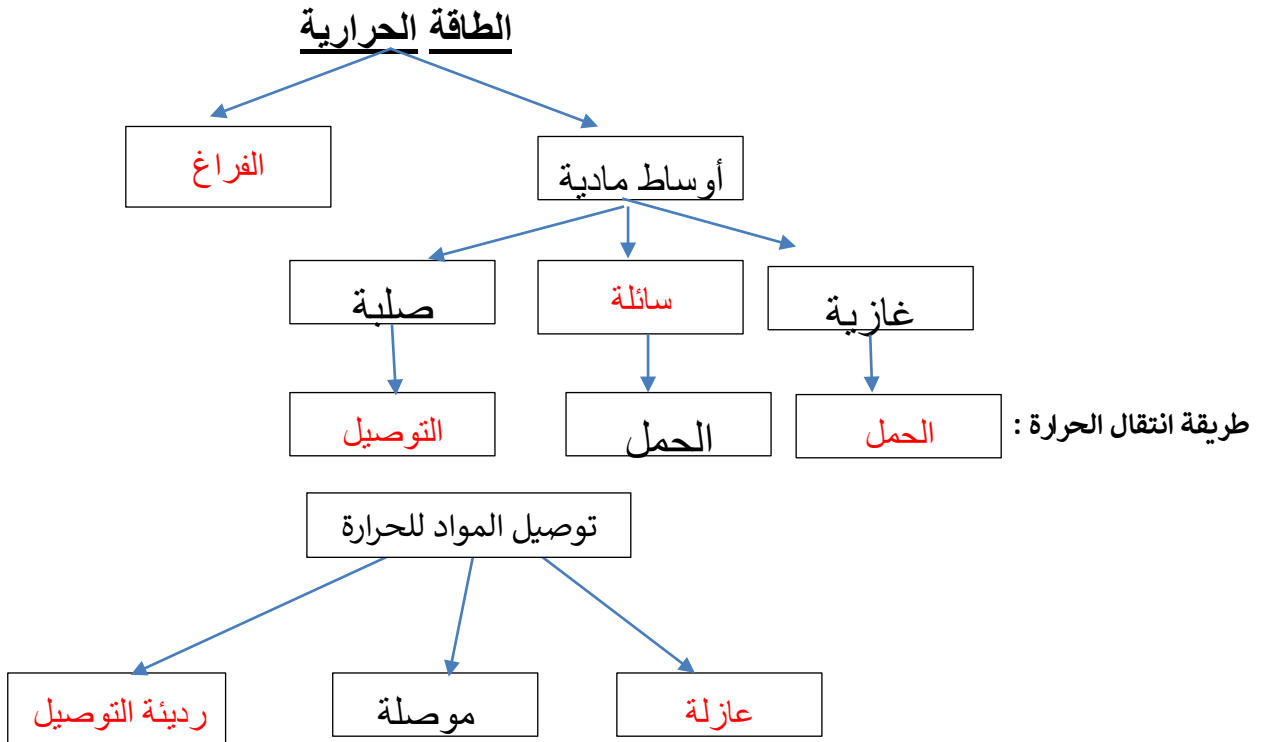 الطاقة الحرارية
الفراغ
أوساط مادية
غازية
سائلة
صلبة
طريقة انتقال الحرارة :
الحمل
الحمل
التوصيل
توصيل المواد للحرارة
عازلة
موصلة
رديئة التوصيل